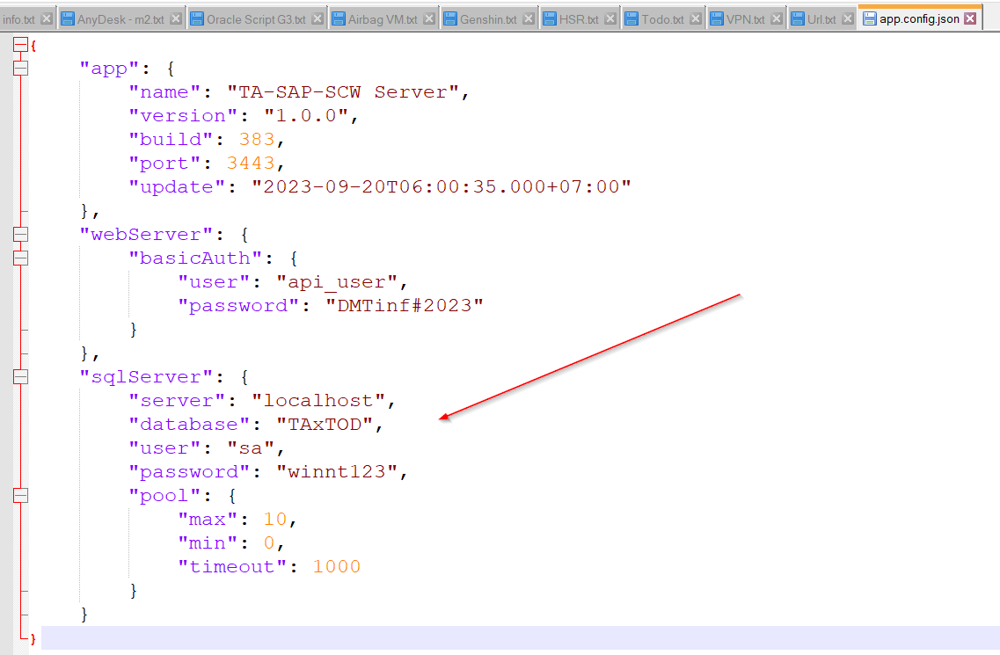 info.txt AnyDesk - m2.txt Oracle Script G3.txt Airbag VM.txt Genshin.txt HSR.txt Todo.txt VPN.txt Url.txt app.config.json
{
"app": {
"name": "TA-SAP-SCW Server",
"version": "1.0.0",
"build": 383,
"port": 3443,
"update": "2023-09-20T06:00:35.000+07:00"
},
"webServer": {
"basicAuth": {
"user": "api_user",
"password": "DMTinf#2023"
}
},
"sqlServer": {
"server": "localhost",
"database": "TAxTOD",
"user": "sa",
"password": "winnt123",
"pool": {
"max": 10,
"min": 0,
"timeout": 1000
}
}
}